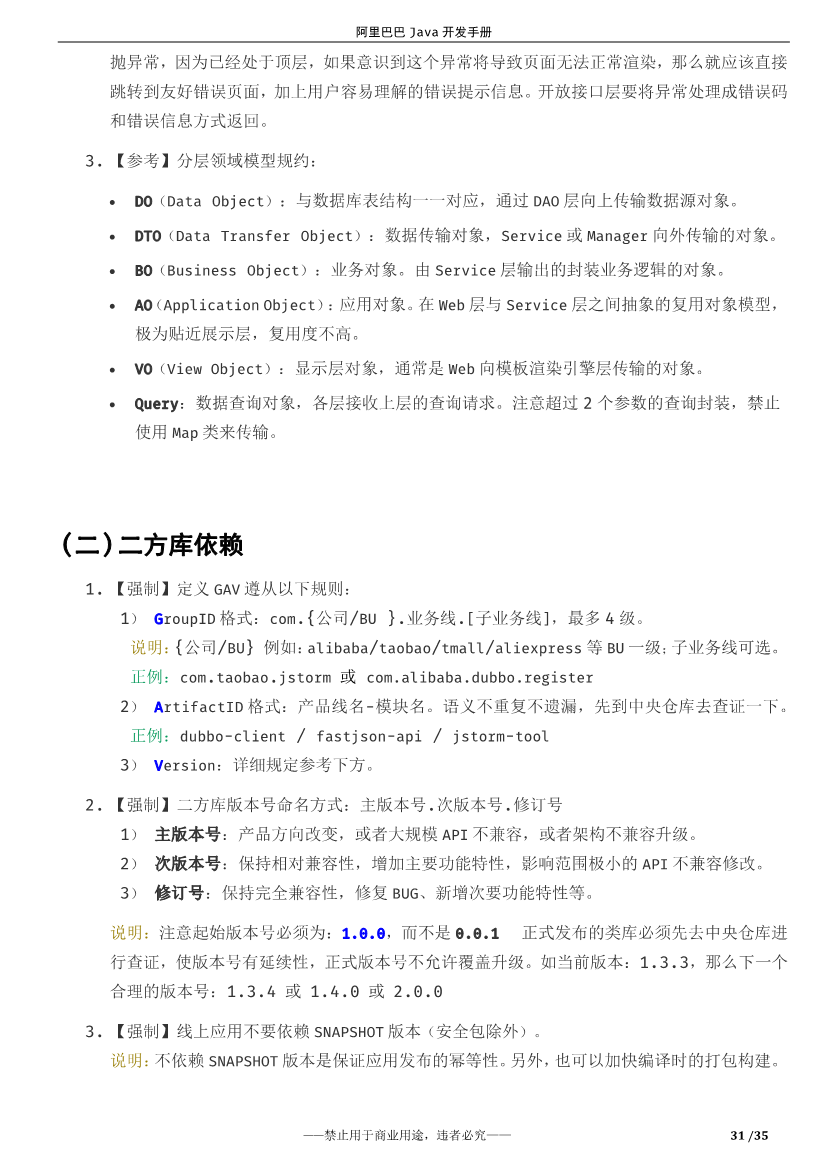 阿里巴巴 Java 开发手册
抛异常，因为已经处于顶层，如果意识到这个异常将导致页面无法正常渲染，那么就应该直接
跳转到友好错误页面，加上用户容易理解的错误提示信息。开放接口层要将异常处理成错误码
和错误信息方式返回。
3. 【参考】分层领域模型规约：
• DO（Data Object）：与数据库表结构一一对应，通过 DAO 层向上传输数据源对象。
• DTO（Data Transfer Object）：数据传输对象，Service 或 Manager 向外传输的对象。
• BO（Business Object）：业务对象。由 Service 层输出的封装业务逻辑的对象。
• AO（Application Object）：应用对象。在 Web 层与 Service 层之间抽象的复用对象模型，
极为贴近展示层，复用度不高。
• VO（View Object）：显示层对象，通常是 Web 向模板渲染引擎层传输的对象。
• Query：数据查询对象，各层接收上层的查询请求。注意超过 2 个参数的查询封装，禁止
使用 Map 类来传输。
(二)二方库依赖
1. 【强制】定义 GAV 遵从以下规则：
1） GroupID 格式：com.{公司/BU }.业务线.[子业务线]，最多 4 级。
说明：{公司/BU} 例如：alibaba/taobao/tmall/aliexpress 等 BU 一级；子业务线可选。
正例：com.taobao.jstorm 或 com.alibaba.dubbo.register
2） ArtifactID 格式：产品线名-模块名。语义不重复不遗漏，先到中央仓库去查证一下。
正例：dubbo-client / fastjson-api / jstorm-tool
3） Version：详细规定参考下方。
2. 【强制】二方库版本号命名方式：主版本号.次版本号.修订号
1） 主版本号：产品方向改变，或者大规模 API 不兼容，或者架构不兼容升级。
2） 次版本号：保持相对兼容性，增加主要功能特性，影响范围极小的 API 不兼容修改。
3） 修订号：保持完全兼容性，修复 BUG、新增次要功能特性等。
说明：注意起始版本号必须为：1.0.0，而不是 0.0.1 正式发布的类库必须先去中央仓库进
行查证，使版本号有延续性，正式版本号不允许覆盖升级。如当前版本：1.3.3，那么下一个
合理的版本号：1.3.4 或 1.4.0 或 2.0.0
3. 【强制】线上应用不要依赖 SNAPSHOT 版本（安全包除外）。
说明：不依赖 SNAPSHOT 版本是保证应用发布的幂等性。另外，也可以加快编译时的打包构建。
——禁止用于商业用途，违者必究——
31 /35